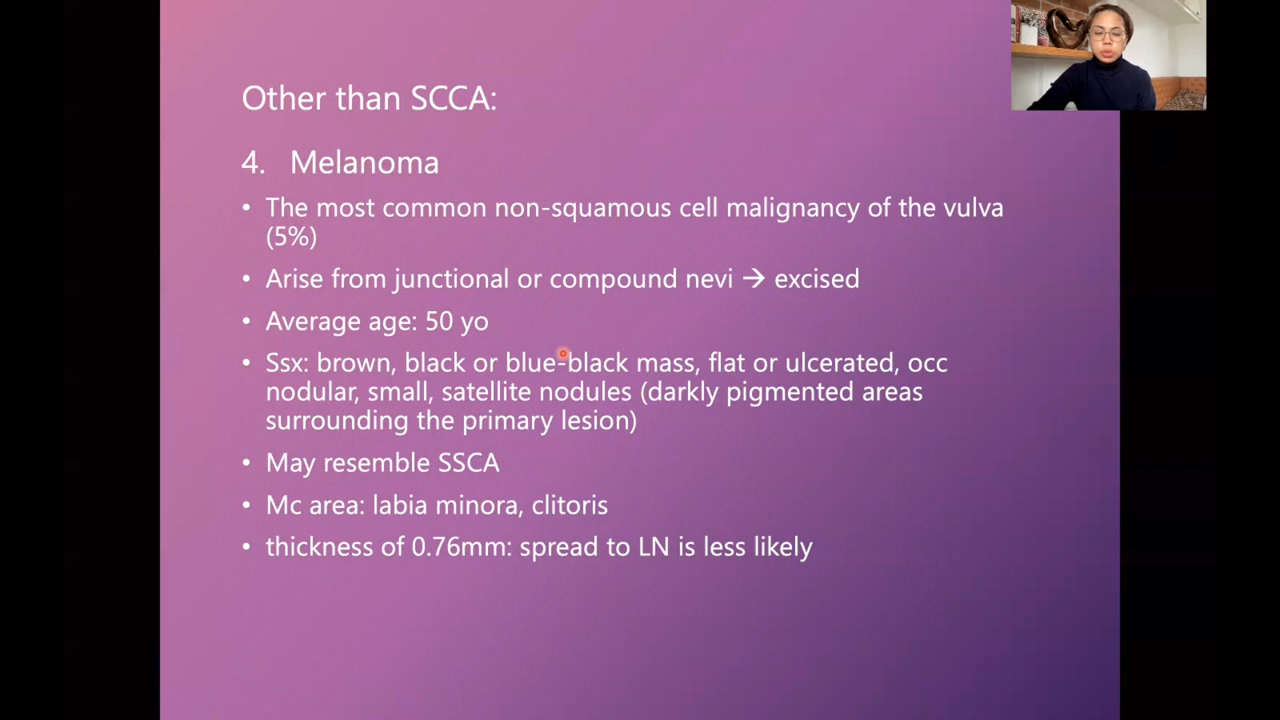 Other than SCCA:
4. Melanoma
• The most common non-squamous cell malignancy of the vulva
(5%)
• Arise from junctional or compound nevi → excised
• Average age: 50 yo
• Ssx: brown, black or blue-black mass, flat or ulcerated, occ
nodular, small, satellite nodules (darkly pigmented areas
surrounding the primary lesion)
• May resemble SSCA
• Mc area: labia minora, clitoris
• thickness of 0.76mm: spread to LN is less likely